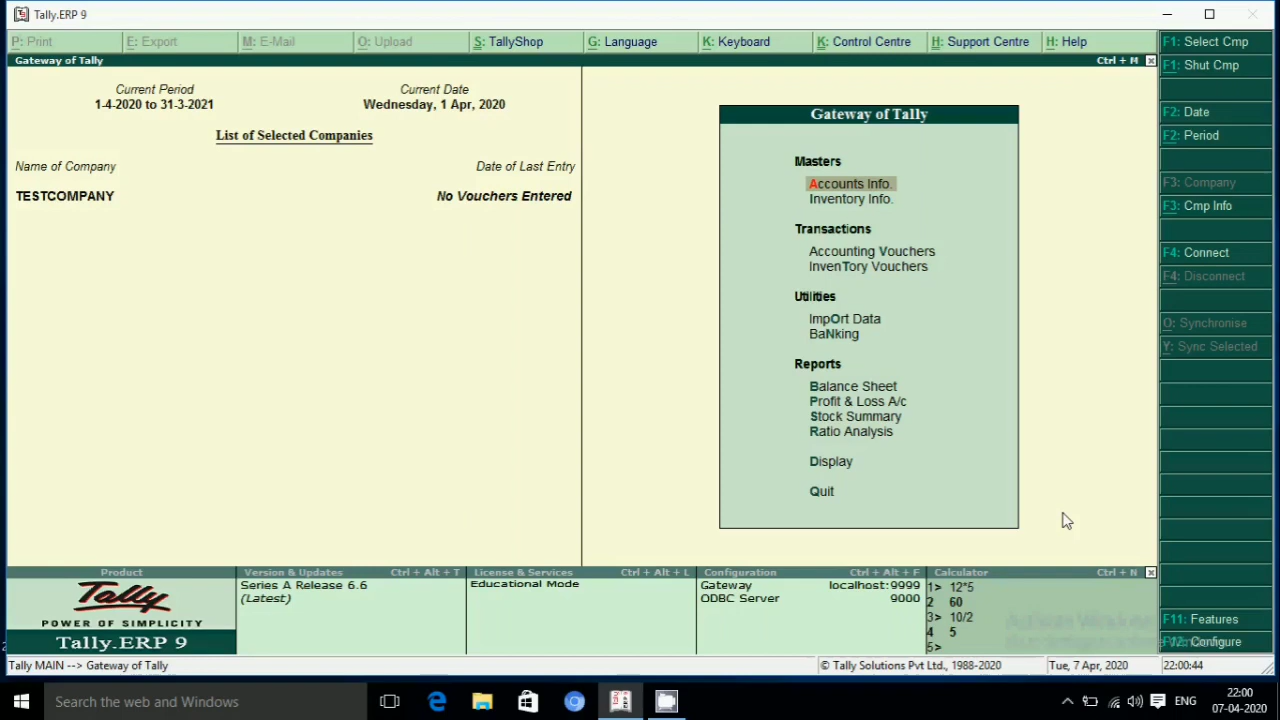 Tally.ERP 9
P: Print E: Export M: E-Mail O: Upload S: TallyShop G: Language K: Keyboard K: Control Centre H: Support Centre H: Help
Gateway of Tally Ctrl + M
Current Period Current Date
1-4-2020 to 31-3-2021 Wednesday, 1 Apr, 2020
List of Selected Companies
Name of Company Date of Last Entry
TESTCOMPANY No Vouchers Entered
Gateway of Tally
Masters
Accounts Info.
Inventory Info.
Transactions
Accounting Vouchers
InvenTory Vouchers
Utilities
ImpOrt Data
BaNking
Reports
Balance Sheet
Profit & Loss A/c
Stock Summary
Ratio Analysis
Display
Quit
F1: Select Cmp
F1: Shut Cmp
F2: Date
F2: Period
F3: Company
F3: Cmp Info
F4: Connect
F4: Disconnect
O: Synchronise
Y: Sync Selected
F11: Features
F12: Configure
Product
Tally
POWER OF SIMPLICITY
Tally.ERP 9
Version & Updates Ctrl + Alt + T
Series A Release 6.6
(Latest)
License & Services Ctrl + Alt + L
Educational Mode
Configuration Ctrl + Alt + F
Gateway localhost:9999
ODBC Server 9000
Calculator Ctrl + N
1> 12*5
2 60
3> 10/2
4 5
5>
Activate Windows
Tally MAIN --> Gateway of Tally © Tally Solutions Pvt Ltd., 1988-2020 Tue, 7 Apr, 2020 22:00:44
Search the web and Windows
ENG
22:00
07-04-2020